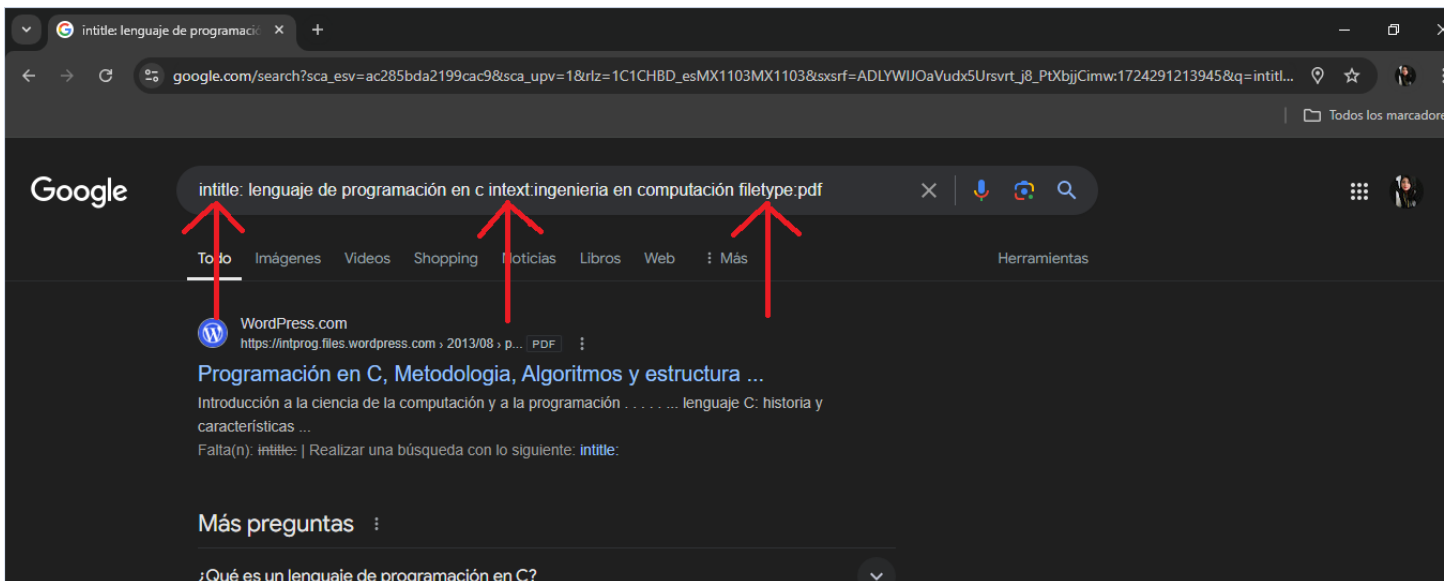 intitle: lenguaje de programació
google.com/search?sca_esv=ac285bda2199cac9&sca_upv=1&rlz=1C1CHBD_esMX1103MX1103&sxsrf=ADLYWIJOaVudx5Ursvrt_j8_PtXbjjCimw:1724291213945&q=intitl...
Todos los marcadore
Google
intitle: lenguaje de programación en c intext:ingenieria en computación filetype:pdf
Todo Imágenes Videos Shopping Noticias Libros Web Más Herramientas
WordPress.com
https://intprog.files.wordpress.com › 2013/08 › p... PDF
Programación en C, Metodologia, Algoritmos y estructura ...
Introducción a la ciencia de la computación y a la programación . . . . . ... lenguaje C: historia y
características ...
Falta(n): intitle: | Realizar una búsqueda con lo siguiente: intitle:
Más preguntas
¿Qué es un lenguaje de programación en C?